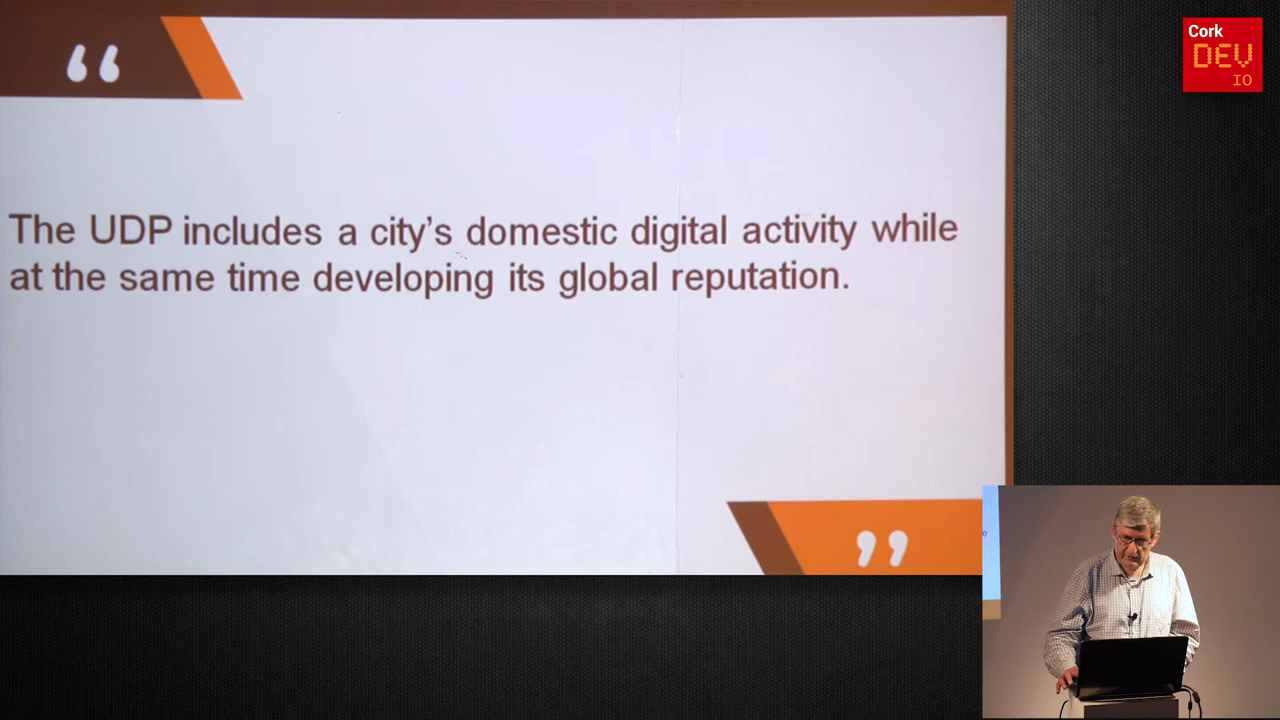 “
The UDP includes a city’s domestic digital activity while
at the same time developing its global reputation.
”
Cork
DEV
IO
e